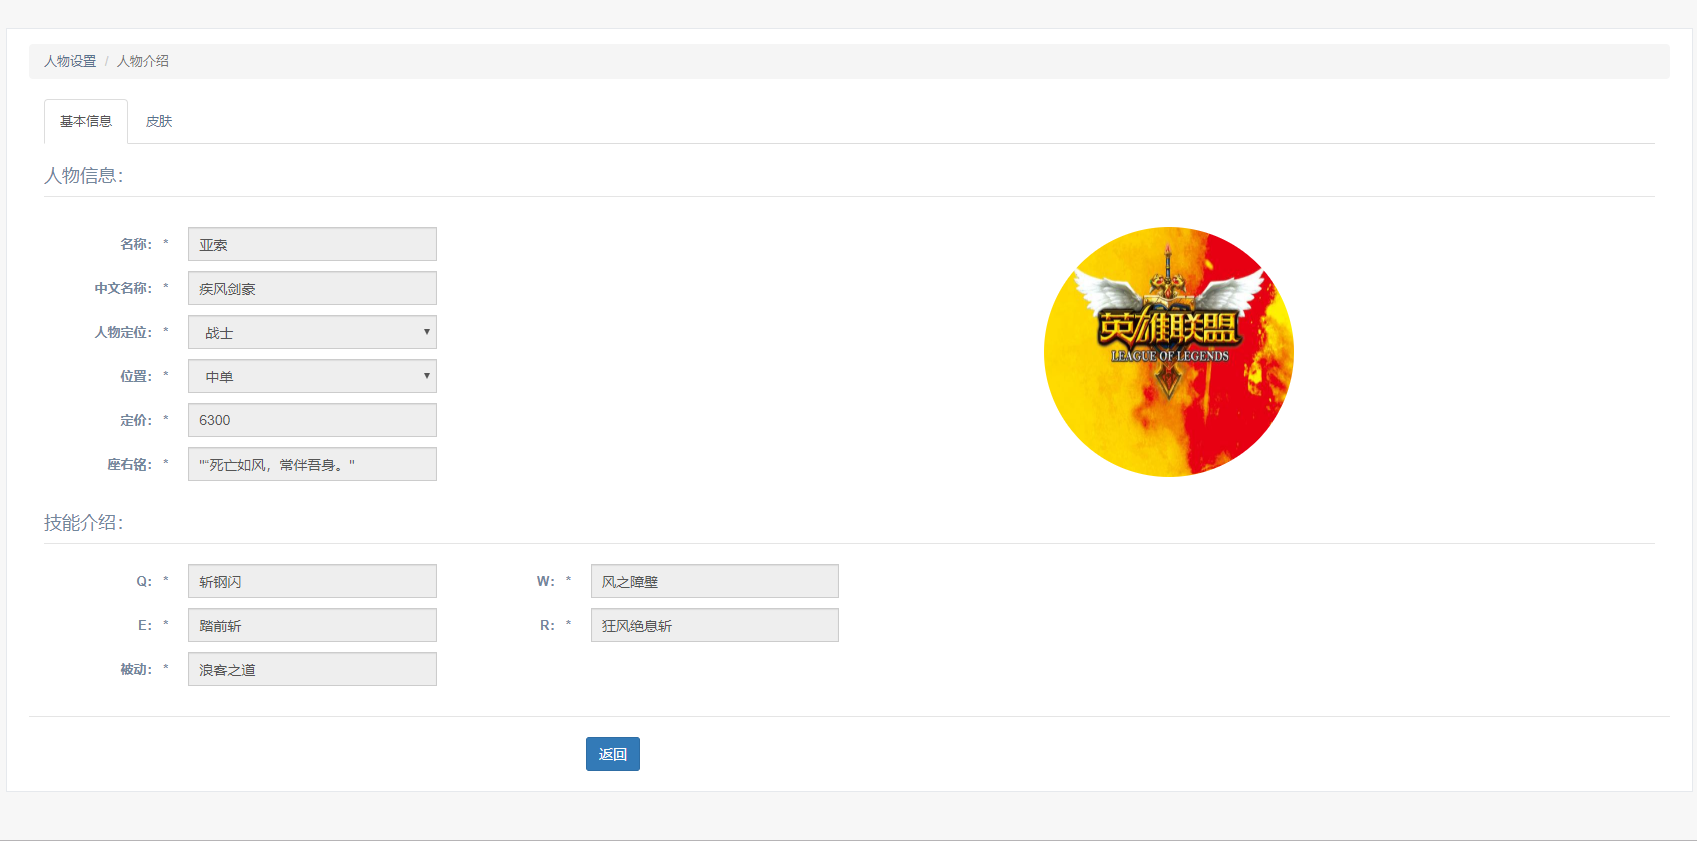 人物设置 / 人物介绍
基本信息 皮肤
人物信息：
名称： * 亚索
中文名称： * 疾风剑豪
人物定位： * 战士
位置： * 中单
定价： * 6300
座右铭： * "“死亡如风，常伴吾身。"
英雄联盟
LEAGUE OF LEGENDS
技能介绍：
Q： * 斩钢闪 W： * 风之障壁
E： * 踏前斩 R： * 狂风绝息斩
被动： * 浪客之道
返回